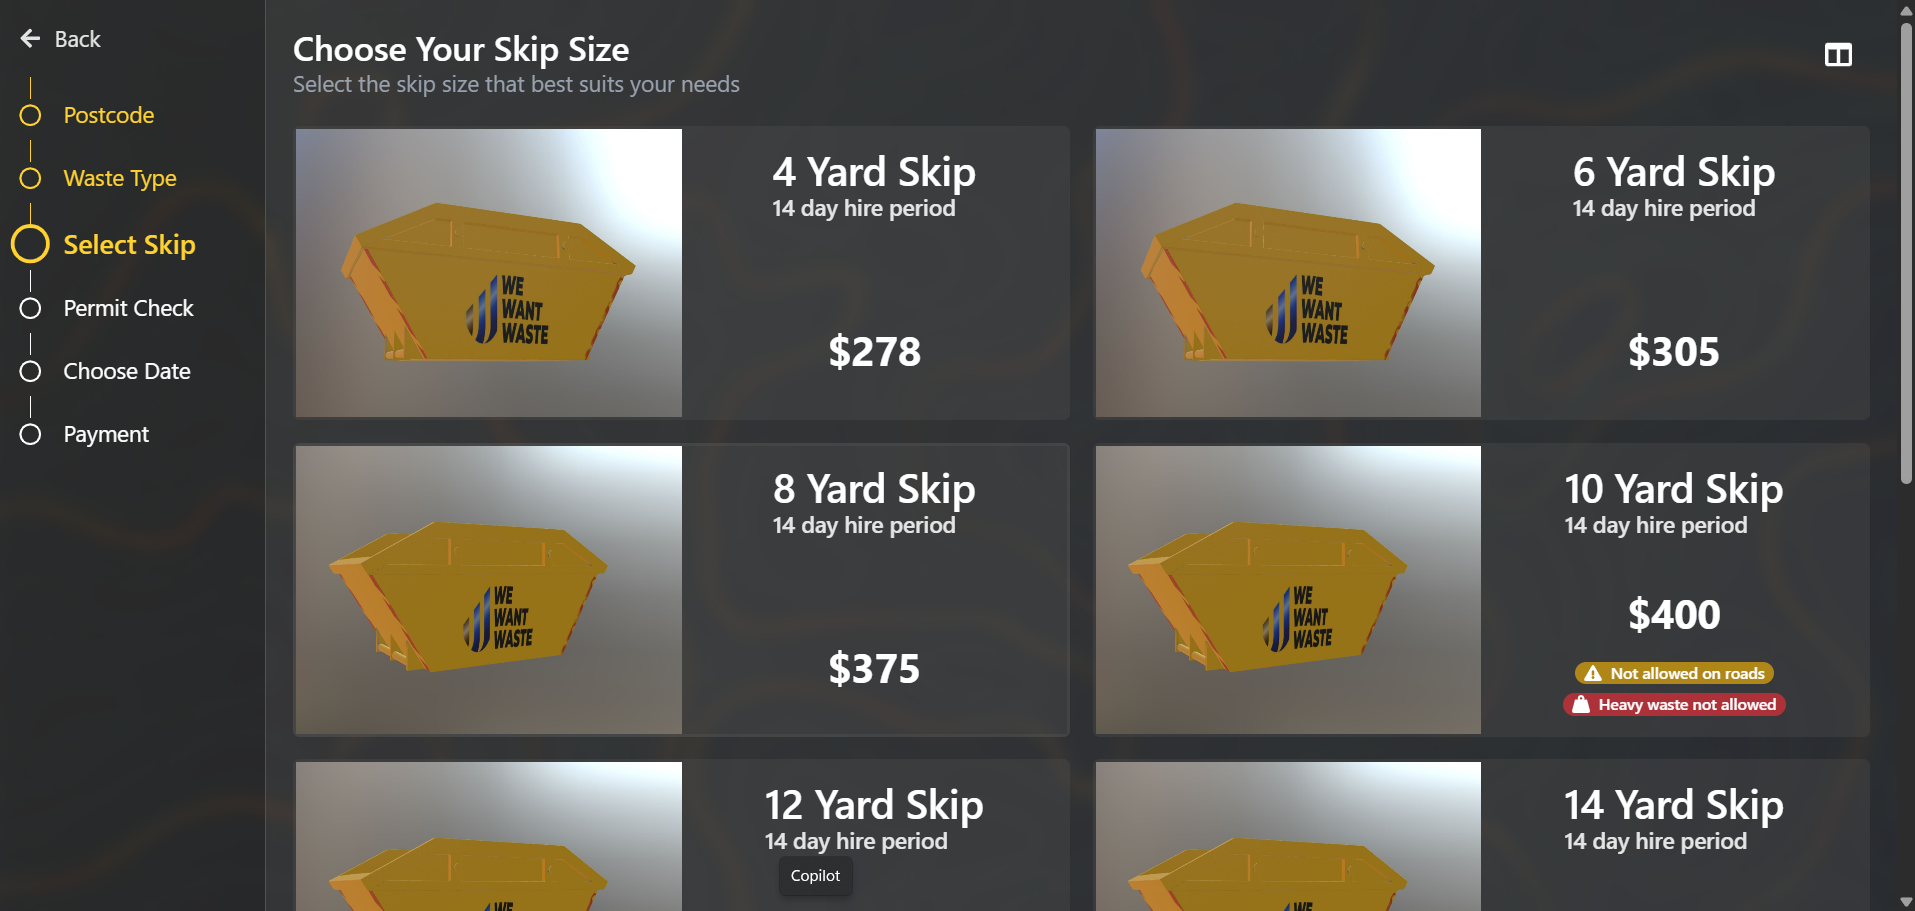 Back
Postcode
Waste Type
Select Skip
Permit Check
Choose Date
Payment
Choose Your Skip Size
Select the skip size that best suits your needs
WE
WANT
WASTE
4 Yard Skip
14 day hire period
$278
WE
WANT
WASTE
6 Yard Skip
14 day hire period
$305
WE
WANT
WASTE
8 Yard Skip
14 day hire period
$375
WE
WANT
WASTE
10 Yard Skip
14 day hire period
$400
Not allowed on roads
Heavy waste not allowed
WE
12 Yard Skip
14 day hire period
Copilot
WE
14 Yard Skip
14 day hire period